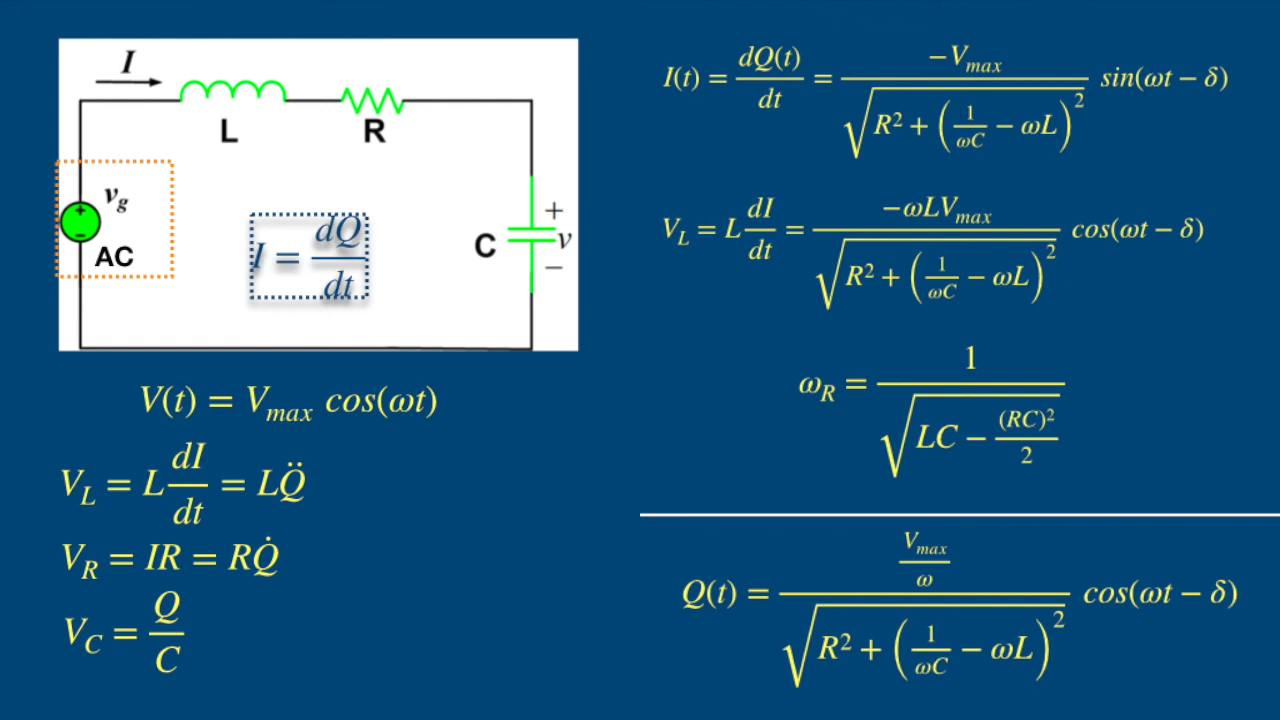 I
L
R
v_g
+
−
AC
I = dQ/dt
C
+
v
−
V(t) = V_max cos(ωt)
V_L = L dI/dt = LQ̈
V_R = IR = RQ̇
V_C = Q/C
I(t) = dQ(t)/dt = −V_max / √(R² + (1/ωC − ωL)²) sin(ωt − δ)
V_L = L dI/dt = −ωLV_max / √(R² + (1/ωC − ωL)²) cos(ωt − δ)
ω_R = 1 / √(LC − (RC)²/2)
Q(t) = (V_max/ω) / √(R² + (1/ωC − ωL)²) cos(ωt − δ)